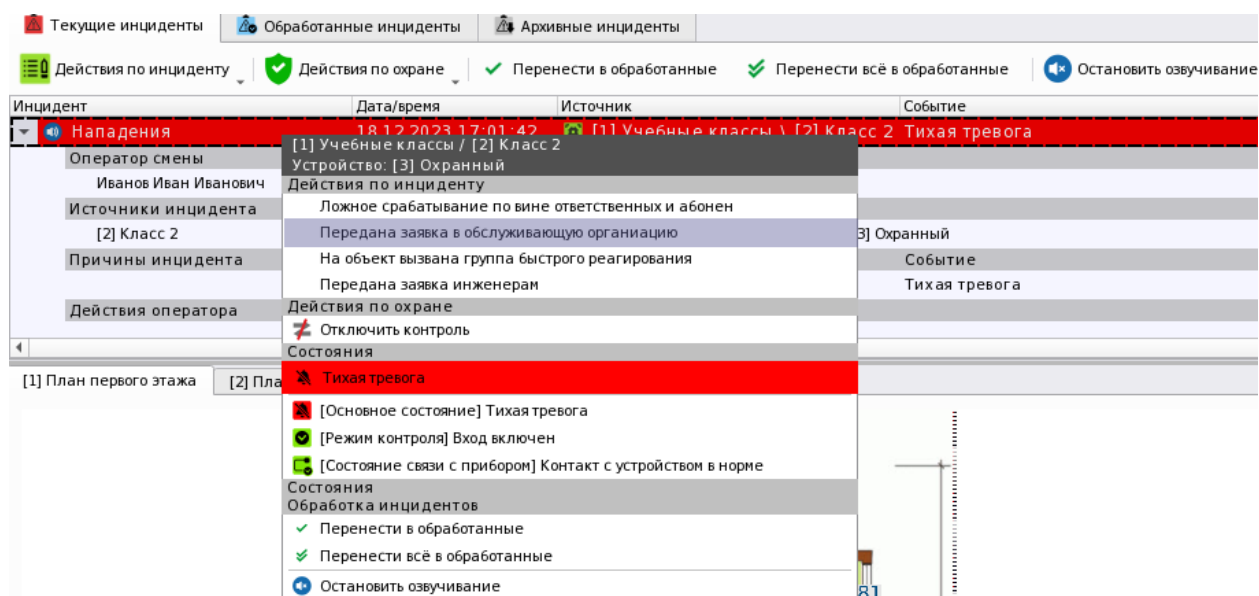 Текущие инциденты Обработанные инциденты Архивные инциденты
Действия по инциденту Действия по охране Перенести в обработанные Перенести всё в обработанные Остановить озвучивание
Инцидент Дата/время Источник Событие
Нападения 18.12.2023 17:01:42 [1] Учебные классы \ [2] Класс 2 Тихая тревога
[1] Учебные классы / [2] Класс 2
Оператор смены
Устройство: [3] Охранный
Иванов Иван Иванович
Действия по инциденту
Источники инцидента
Ложное срабатывание по вине ответственных и абонен
[2] Класс 2
Передана заявка в обслуживающую органиацию
3] Охранный
Причины инцидента
На объект вызвана группа быстрого реагирования
Событие
Передана заявка инженерам
Тихая тревога
Действия оператора
Действия по охране
Отключить контроль
Состояния
[1] План первого этажа [2] Пла
Тихая тревога
[Основное состояние] Тихая тревога
[Режим контроля] Вход включен
[Состояние связи с прибором] Контакт с устройством в норме
Состояния
Обработка инцидентов
Перенести в обработанные
Перенести всё в обработанные
Остановить озвучивание
81